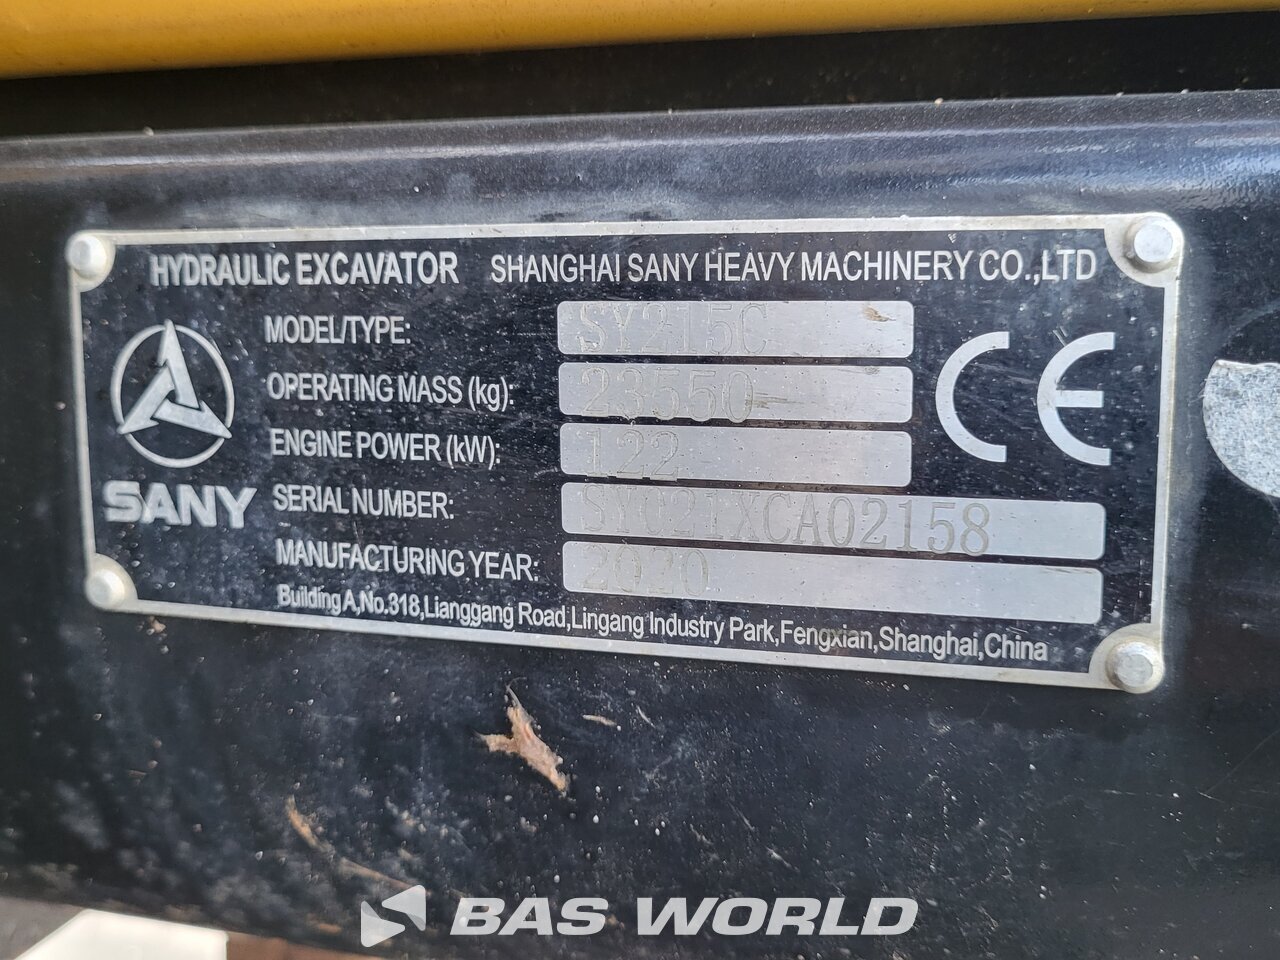 HYDRAULIC EXCAVATOR SHANGHAI SANY HEAVY MACHINERY CO.,LTD
MODEL/TYPE: SY215C
OPERATING MASS (kg): 23550
ENGINE POWER (kW): 122
SERIAL NUMBER: SY021XCA02158
MANUFACTURING YEAR: 2020
Building A,No.318,Lianggang Road,Lingang Industry Park,Fengxian,Shanghai,China
SANY
CE
BAS WORLD